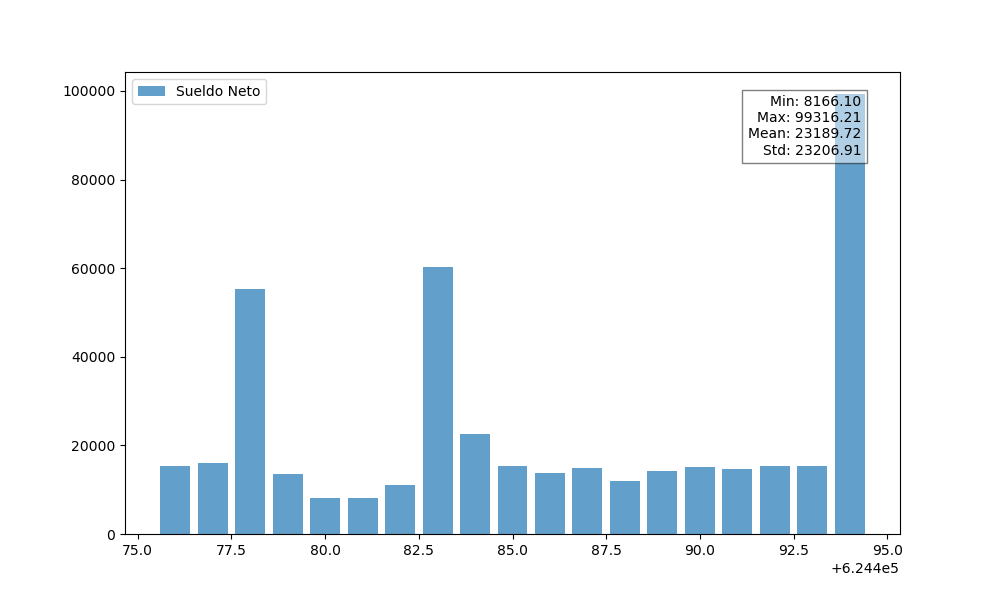 Sueldo Neto
Min: 8166.10
Max: 99316.21
Mean: 23189.72
Std: 23206.91
100000
80000
60000
40000
20000
0
75.0 77.5 80.0 82.5 85.0 87.5 90.0 92.5 95.0
+6.244e5